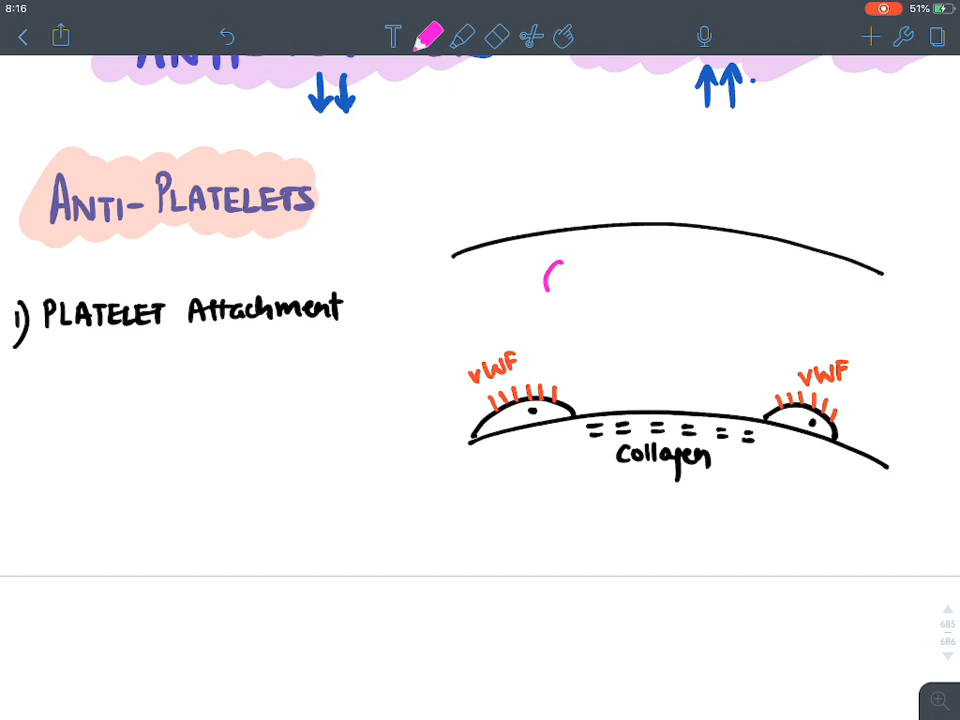 8:16
51%
T
ANTI-PLATELETS
1) PLATELET Attachment
vWF
vWF
Collagen
685
686